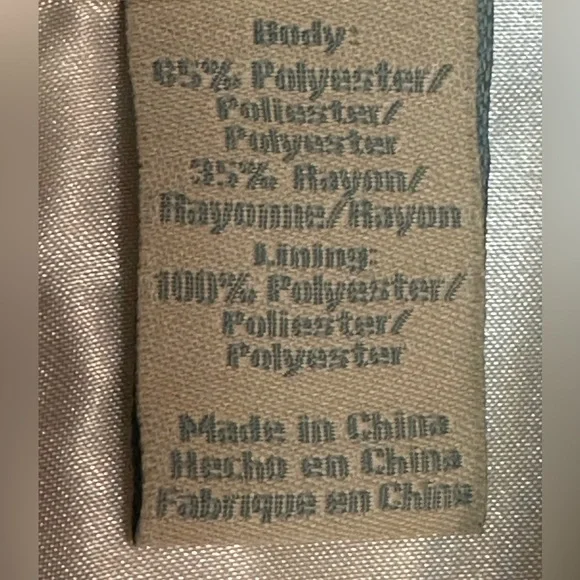 Body:
65% Polyester/
Poliester/
Polyester
35% Rayon/
Rayonne/Rayon
Lining:
100% Polyester/
Poliester/
Polyester
Made in China
Hecho en China
Fabrique en Chine